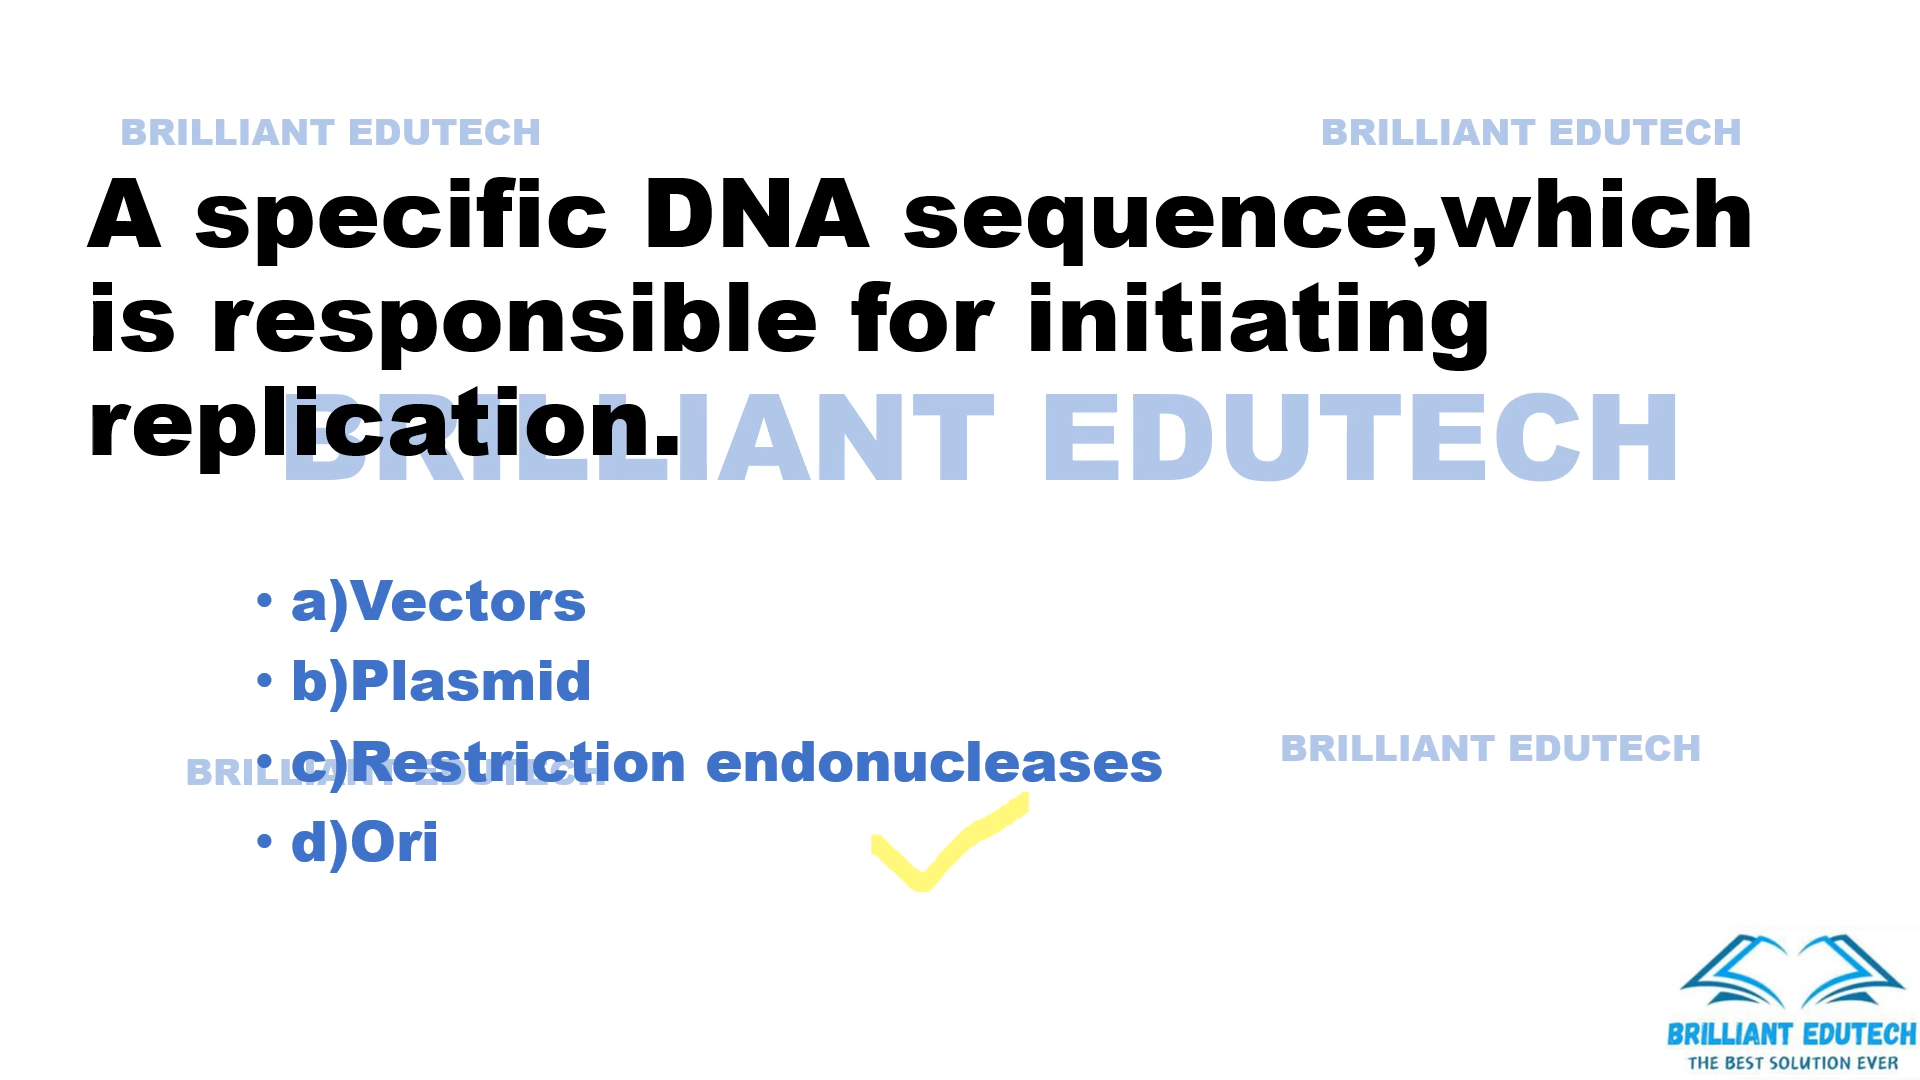 BRILLIANT EDUTECH
BRILLIANT EDUTECH
A specific DNA sequence,which
is responsible for initiating
replication.
BRILLIANT EDUTECH
• a)Vectors
• b)Plasmid
• c)Restriction endonucleases
BRILLIANT EDUTECH
BRILLIANT EDUTECH
• d)Ori
BRILLIANT EDUTECH
THE BEST SOLUTION EVER